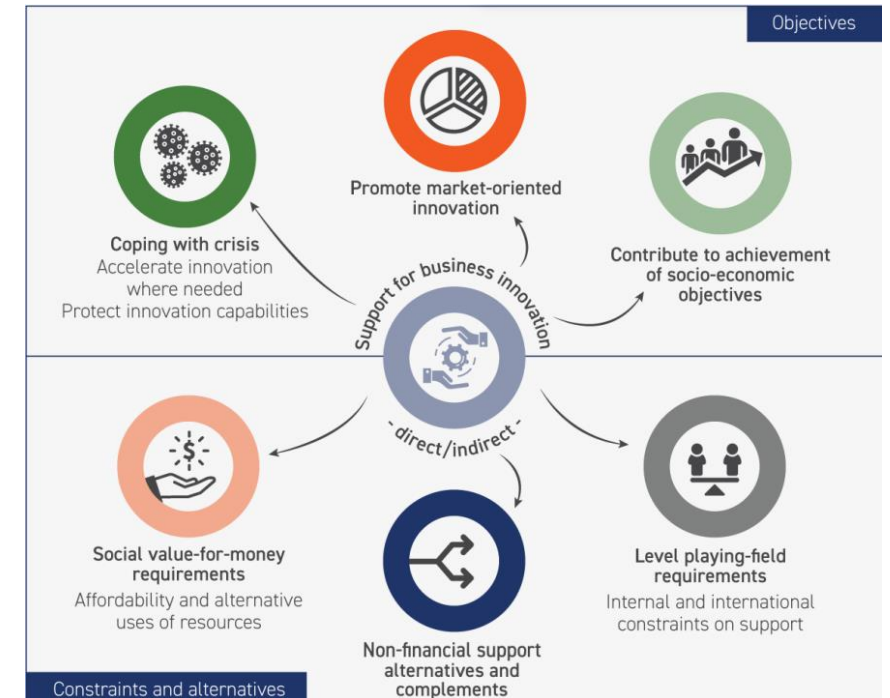 Objectives
Promote market-oriented
innovation
Coping with crisis
Accelerate innovation
where needed
Protect innovation capabilities
Contribute to achievement
of socio-economic
objectives
Support for business innovation
- direct/indirect -
$
Social value-for-money
requirements
Affordability and alternative
uses of resources
Level playing-field
requirements
Internal and international
constraints on support
Non-financial support
alternatives and
complements
Constraints and alternatives